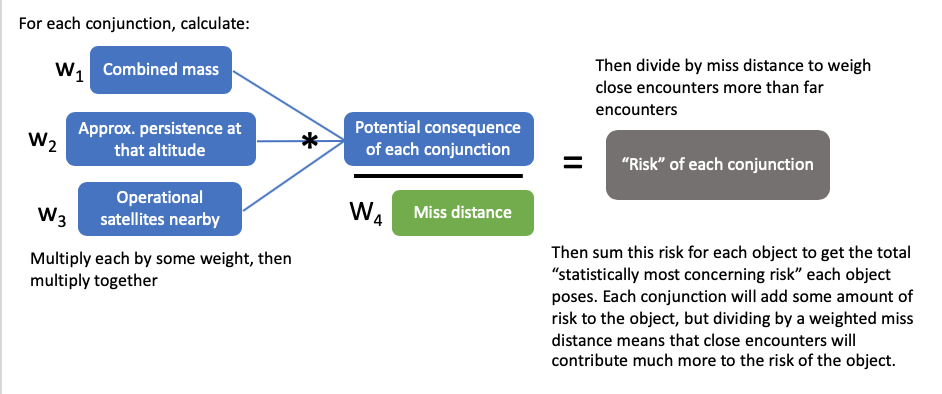 For each conjunction, calculate:
W1
Combined mass
W2
Approx. persistence at
that altitude
W3
Operational
satellites nearby
Multiply each by some weight, then
multiply together
*
Potential consequence
of each conjunction
W4
Miss distance
=
Then divide by miss distance to weigh
close encounters more than far
encounters
“Risk” of each conjunction
Then sum this risk for each object to get the total
“statistically most concerning risk” each object
poses. Each conjunction will add some amount of
risk to the object, but dividing by a weighted miss
distance means that close encounters will
contribute much more to the risk of the object.